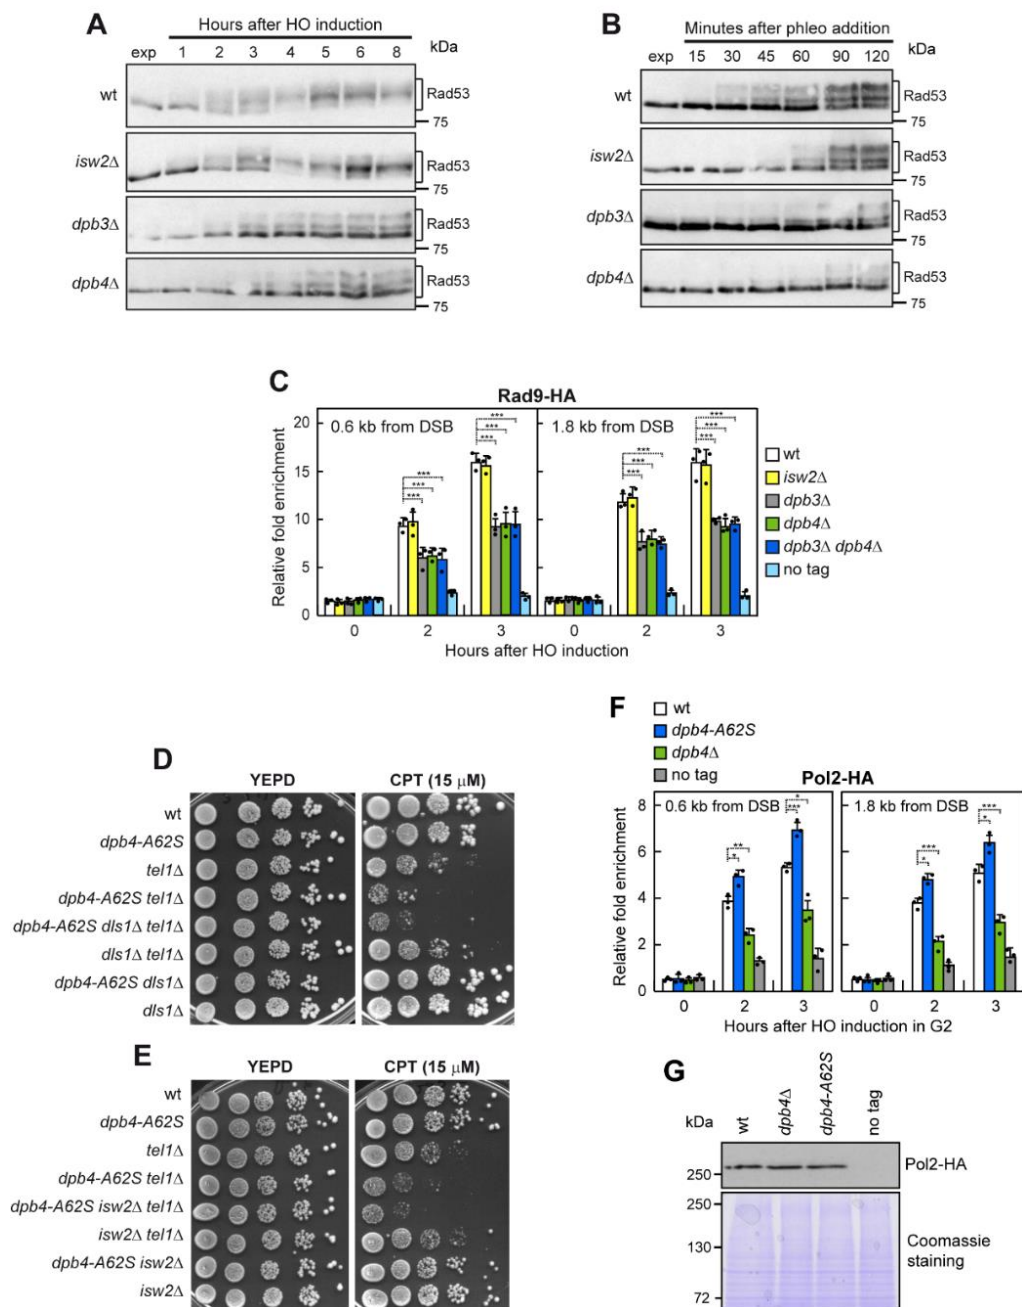 A
Hours after HO induction
exp 1 2 3 4 5 6 8 kDa
wt Rad53
75
isw2Δ Rad53
75
dpb3Δ Rad53
75
dpb4Δ Rad53
75
B
Minutes after phleo addition
exp 15 30 45 60 90 120 kDa
wt Rad53
75
isw2Δ Rad53
75
dpb3Δ Rad53
75
dpb4Δ Rad53
75
C
Rad9-HA
0.6 kb from DSB
1.8 kb from DSB
Relative fold enrichment
20
15
10
5
0
***
***
***
***
***
***
***
***
***
***
***
***
0 2 3 0 2 3
Hours after HO induction
wt
isw2Δ
dpb3Δ
dpb4Δ
dpb3Δ dpb4Δ
no tag
D
YEPD CPT (15 μM)
wt
dpb4-A62S
tel1Δ
dpb4-A62S tel1Δ
dpb4-A62S dls1Δ tel1Δ
dls1Δ tel1Δ
dpb4-A62S dls1Δ
dls1Δ
E
YEPD CPT (15 μM)
wt
dpb4-A62S
tel1Δ
dpb4-A62S tel1Δ
dpb4-A62S isw2Δ tel1Δ
isw2Δ tel1Δ
dpb4-A62S isw2Δ
isw2Δ
F
wt
dpb4-A62S
dpb4Δ
no tag
Pol2-HA
0.6 kb from DSB
1.8 kb from DSB
Relative fold enrichment
8
6
4
2
0
**
*
*
***
***
*
***
*
0 2 3 0 2 3
Hours after HO induction in G2
G
kDa wt dpb4Δ dpb4-A62S no tag
250 Pol2-HA
250
130
72
Coomassie
staining